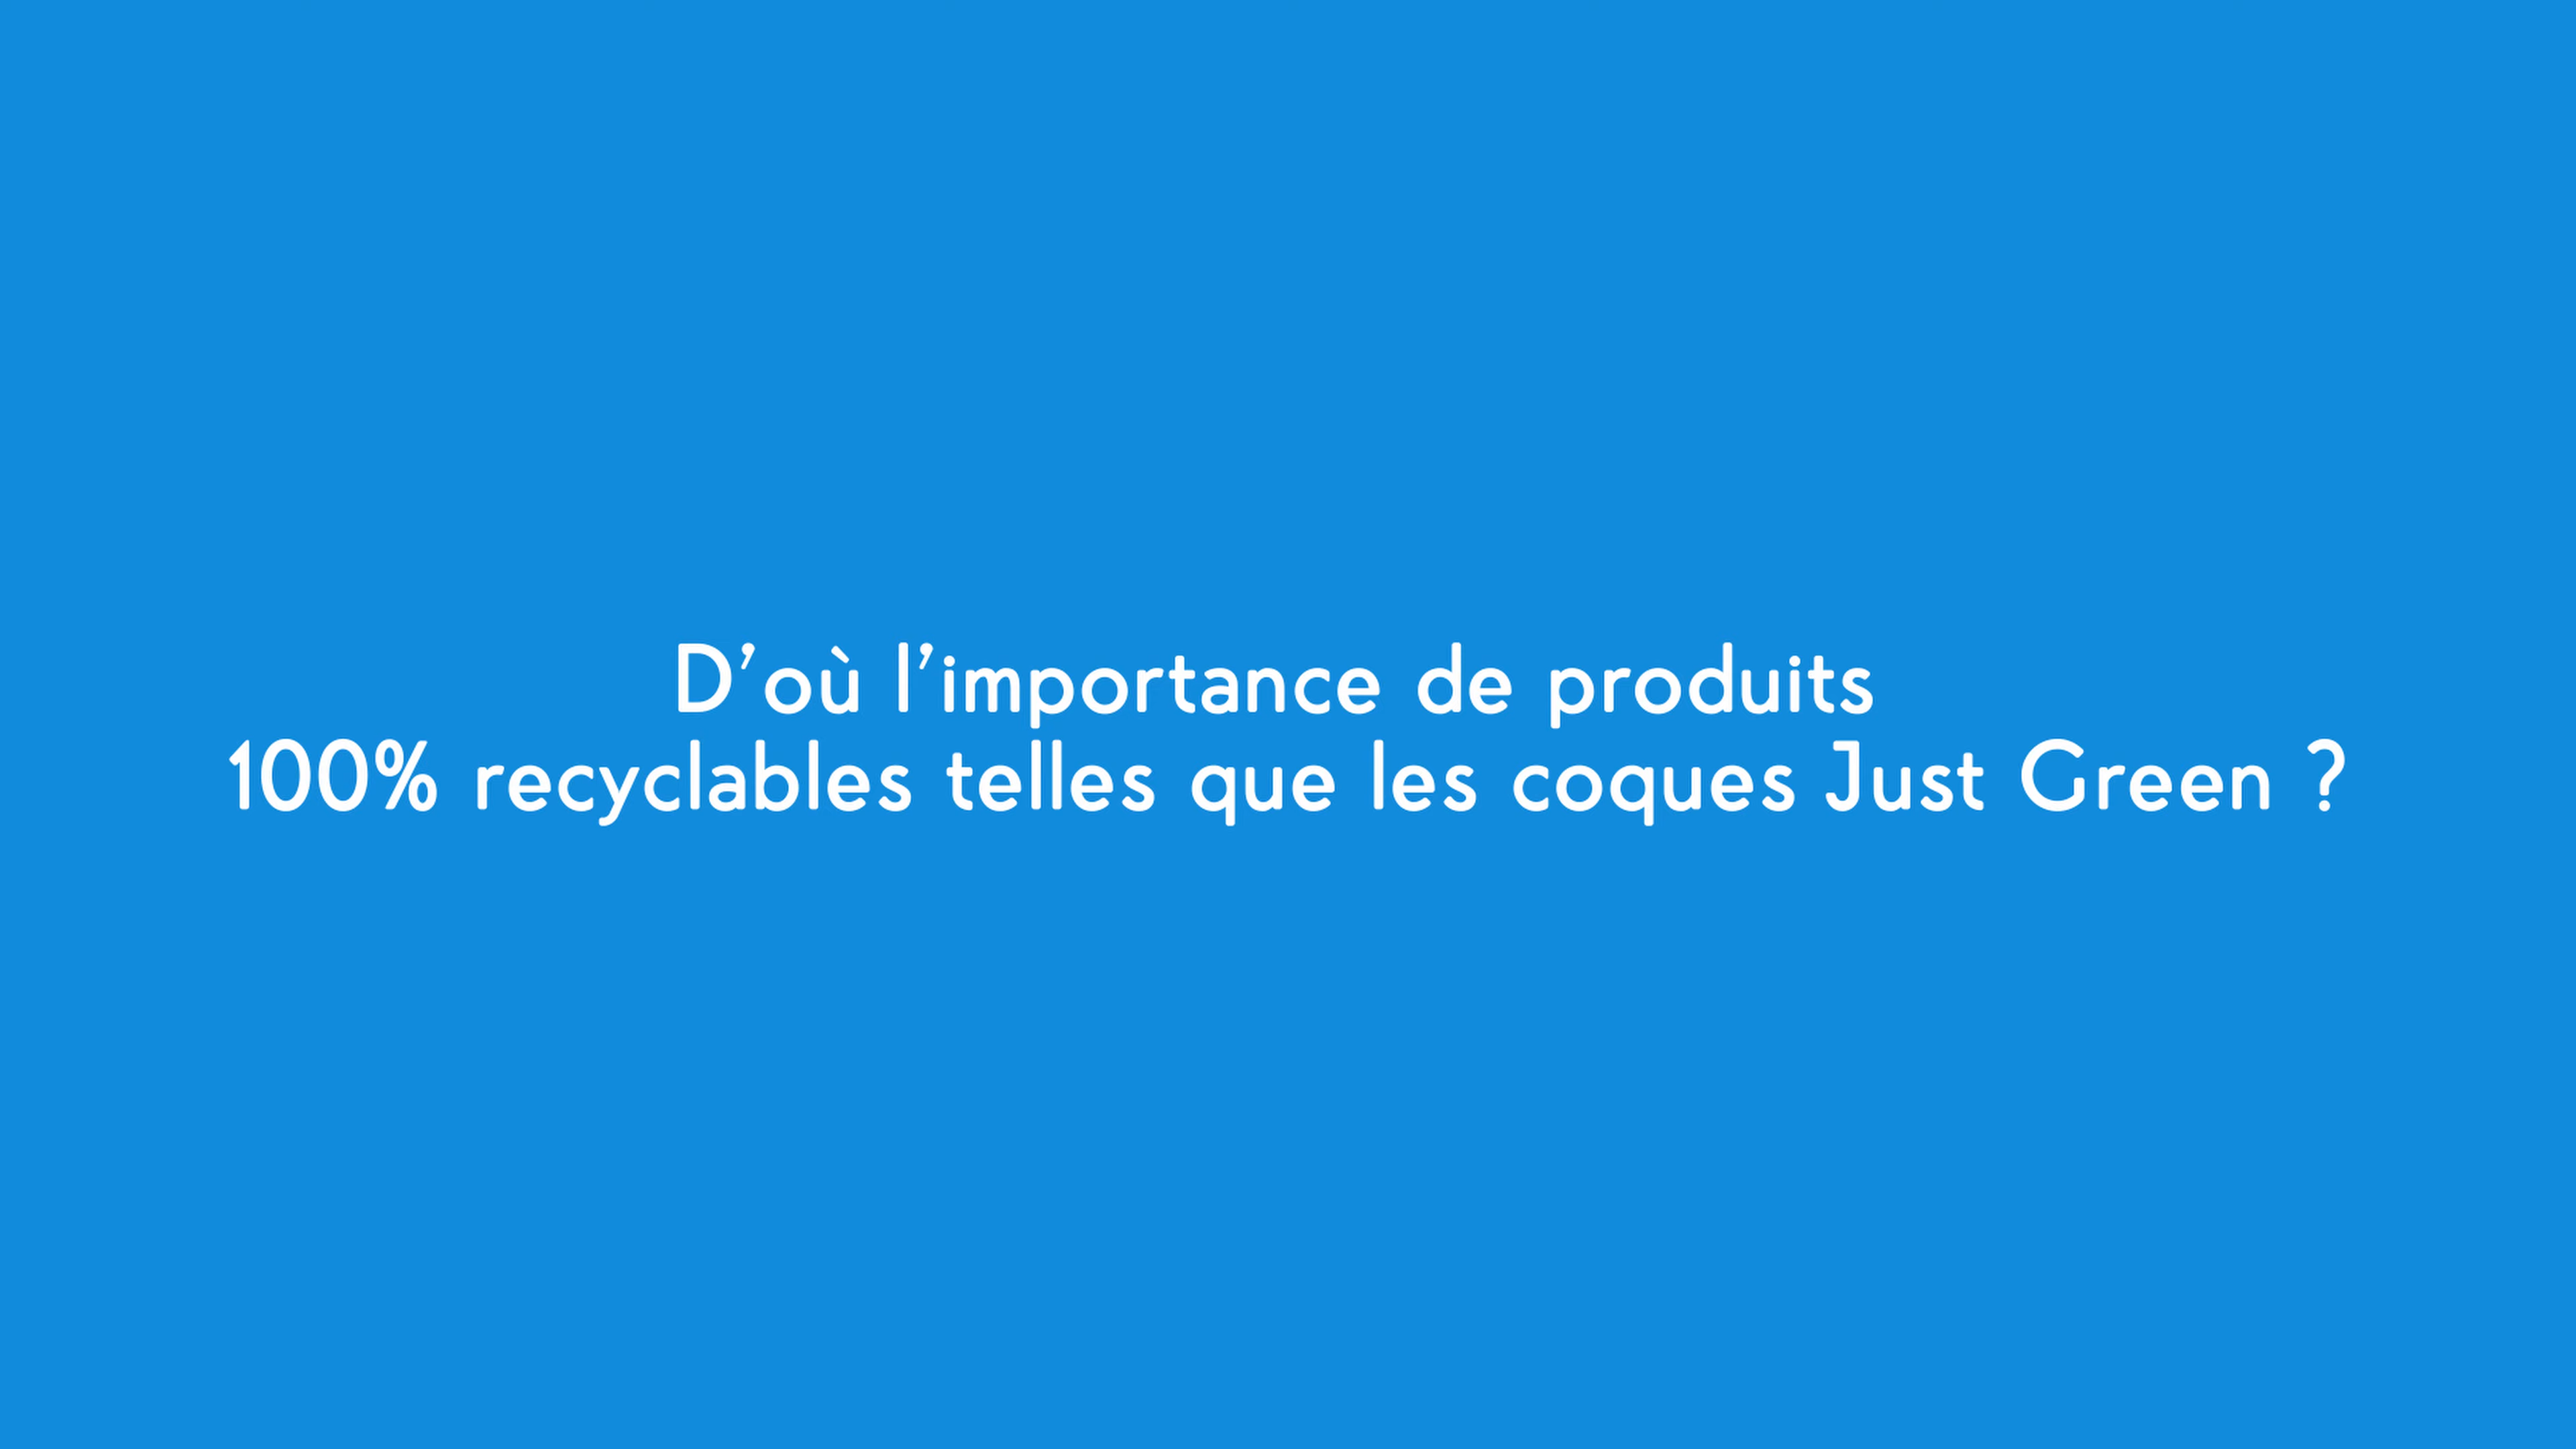 D’où l’importance de produits
100% recyclables telles que les coques Just Green ?